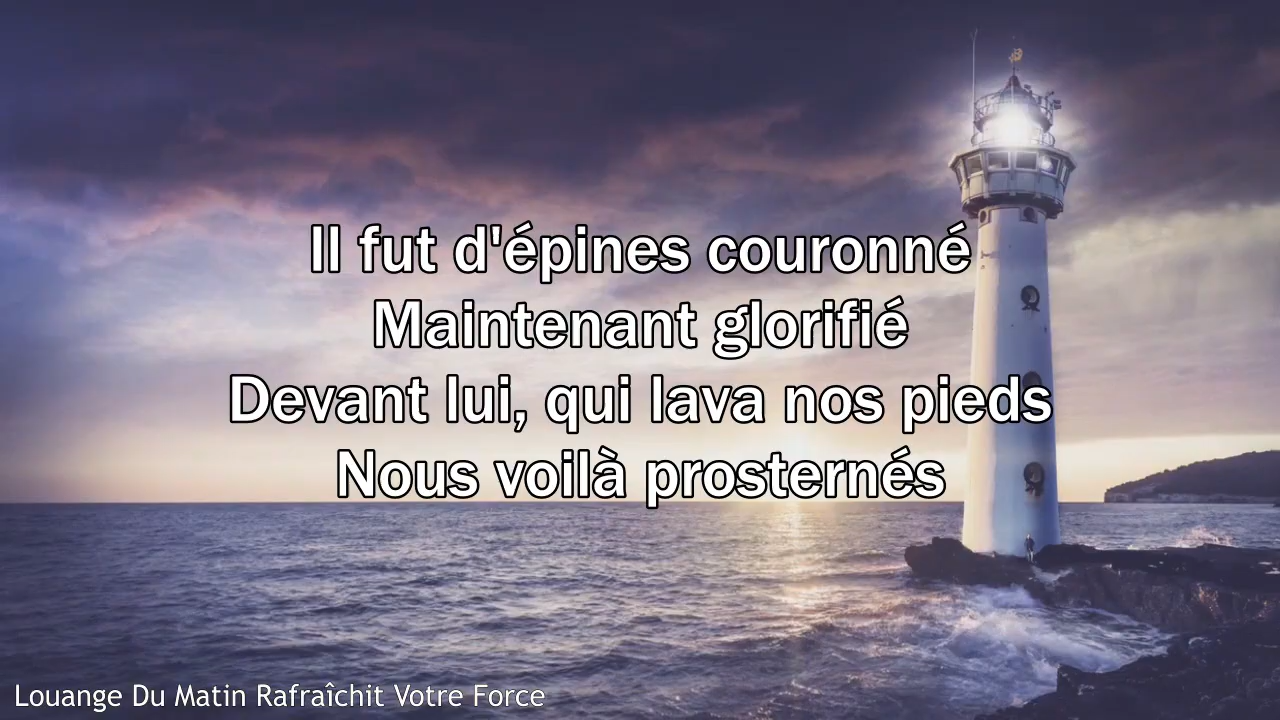 Il fut d'épines couronné
Maintenant glorifié
Devant lui, qui lava nos pieds
Nous voilà prosternés
Louange Du Matin Rafraîchit Votre Force